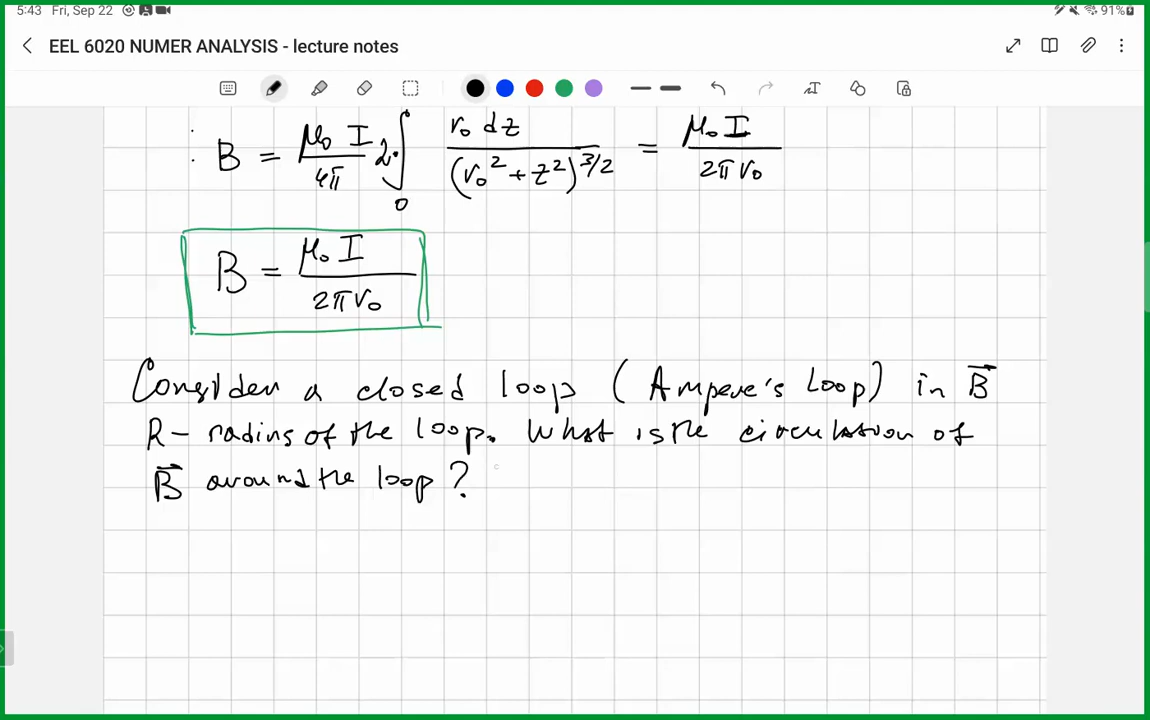 5:43 Fri, Sep 22 91%
EEL 6020 NUMER ANALYSIS - lecture notes
∴ B = μ₀ I / 4π 2·∫₀ r₀ dz / (r₀² + z²)^3/2 = μ₀ I / 2π r₀
B = μ₀ I / 2π r₀
Consider a closed loop (Ampere's Loop) in B⃗
R - radius of the loop. What is the circulation of
B⃗ around the loop?